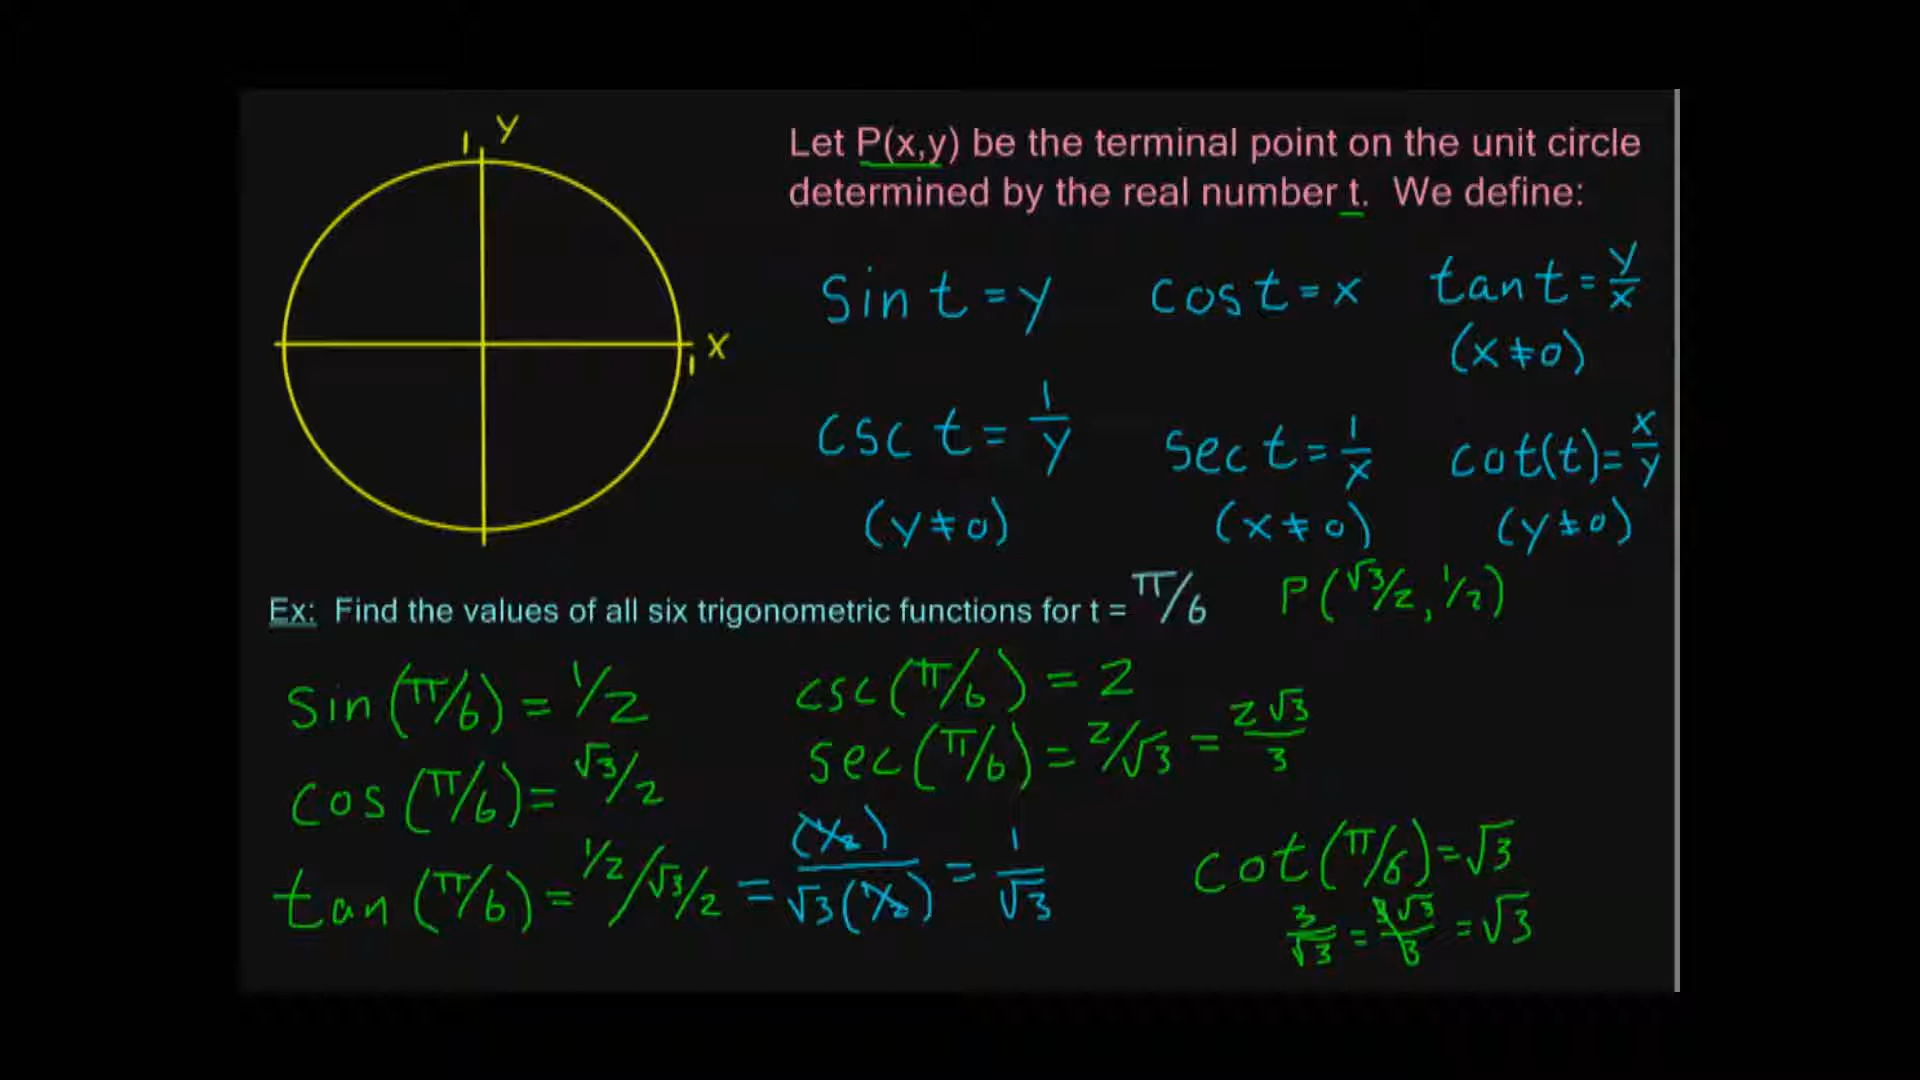 1 y
x
1
Let P(x,y) be the terminal point on the unit circle
determined by the real number t. We define:
sin t = y cos t = x tan t = y/x
(x ≠ 0)
csc t = 1/y sec t = 1/x cot(t) = x/y
(y ≠ 0) (x ≠ 0) (y ≠ 0)
Ex: Find the values of all six trigonometric functions for t = π/6 P(√3/2, 1/2)
sin(π/6) = 1/2 csc(π/6) = 2
cos(π/6) = √3/2 sec(π/6) = 2/√3 = 2√3/3
tan(π/6) = 1/2/√3/2 = (1/2)/√3(1/2) = 1/√3 cot(π/6) = √3
3/√3 = 3√3/3 = √3